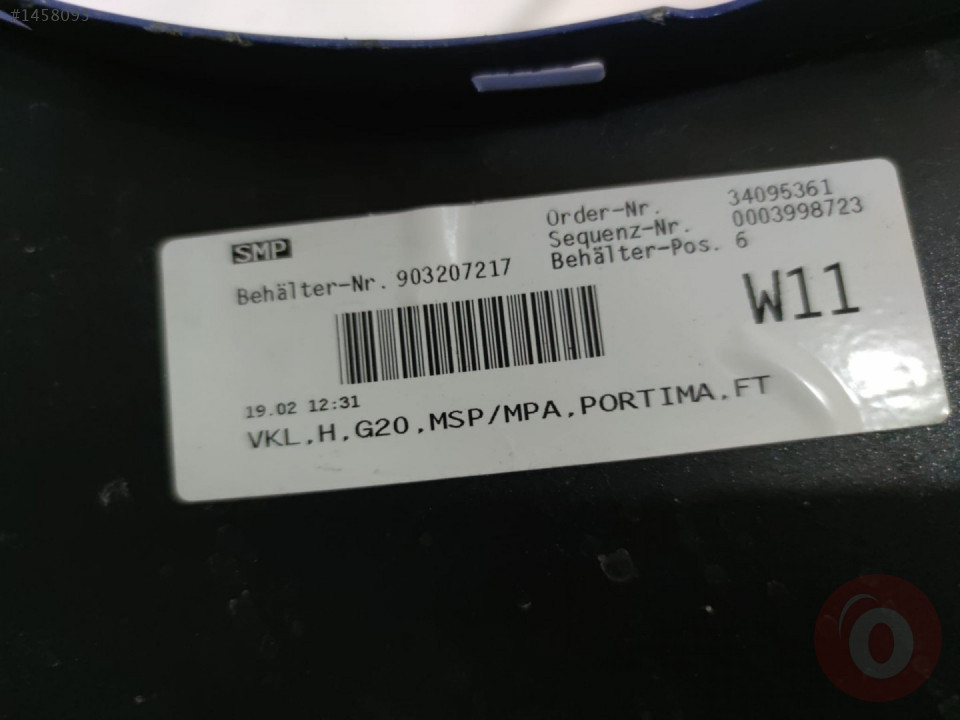 #1458093
SMP
Order-Nr. 34095361
Sequenz-Nr. 0003998723
Behälter-Pos. 6
Behälter-Nr. 903207217
W11
19.02 12:31
VKL,H,G20,MSP/MPA,PORTIMA,FT
O